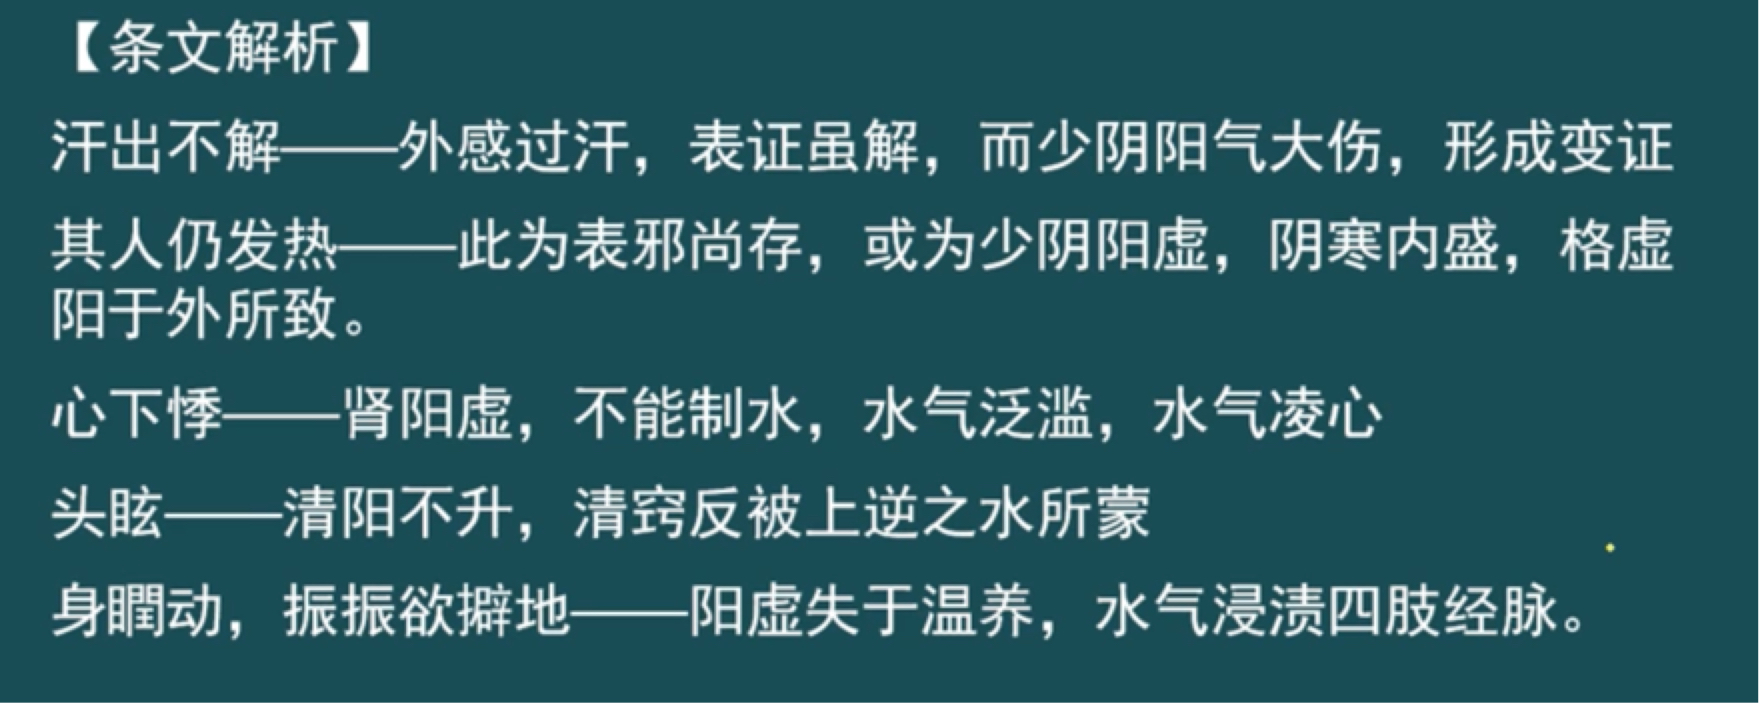 【条文解析】
汗出不解——外感过汗，表证虽解，而少阴阳气大伤，形成变证
其人仍发热——此为表邪尚存，或为少阴阳虚，阴寒内盛，格虚
阳于外所致。
心下悸——肾阳虚，不能制水，水气泛滥，水气凌心
头眩——清阳不升，清窍反被上逆之水所蒙
身瞤动，振振欲擗地——阳虚失于温养，水气浸渍四肢经脉。